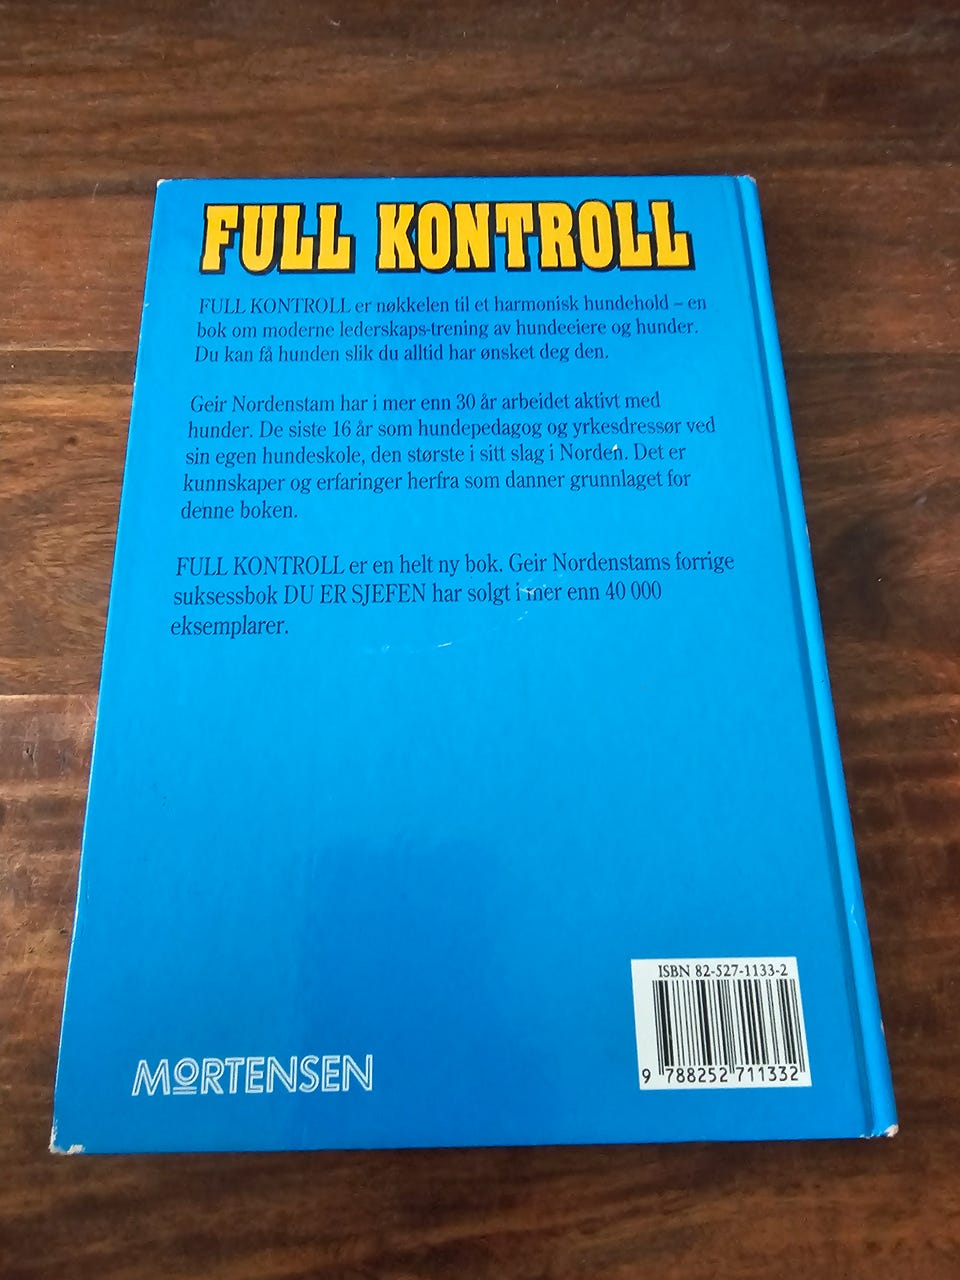 FULL KONTROLL
FULL KONTROLL er nøkkelen til et harmonisk hundehold – en
bok om moderne lederskaps-trening av hundeeiere og hunder.
Du kan få hunden slik du alltid har ønsket deg den.
Geir Nordenstam har i mer enn 30 år arbeidet aktivt med
hunder. De siste 16 år som hundepedagog og yrkesdressør ved
sin egen hundeskole, den største i sitt slag i Norden. Det er
kunnskaper og erfaringer herfra som danner grunnlaget for
denne boken.
FULL KONTROLL er en helt ny bok. Geir Nordenstams forrige
suksessbok DU ER SJEFEN har solgt i mer enn 40 000
eksemplarer.
ISBN 82-527-1133-2
9 788252 711332
MORTENSEN